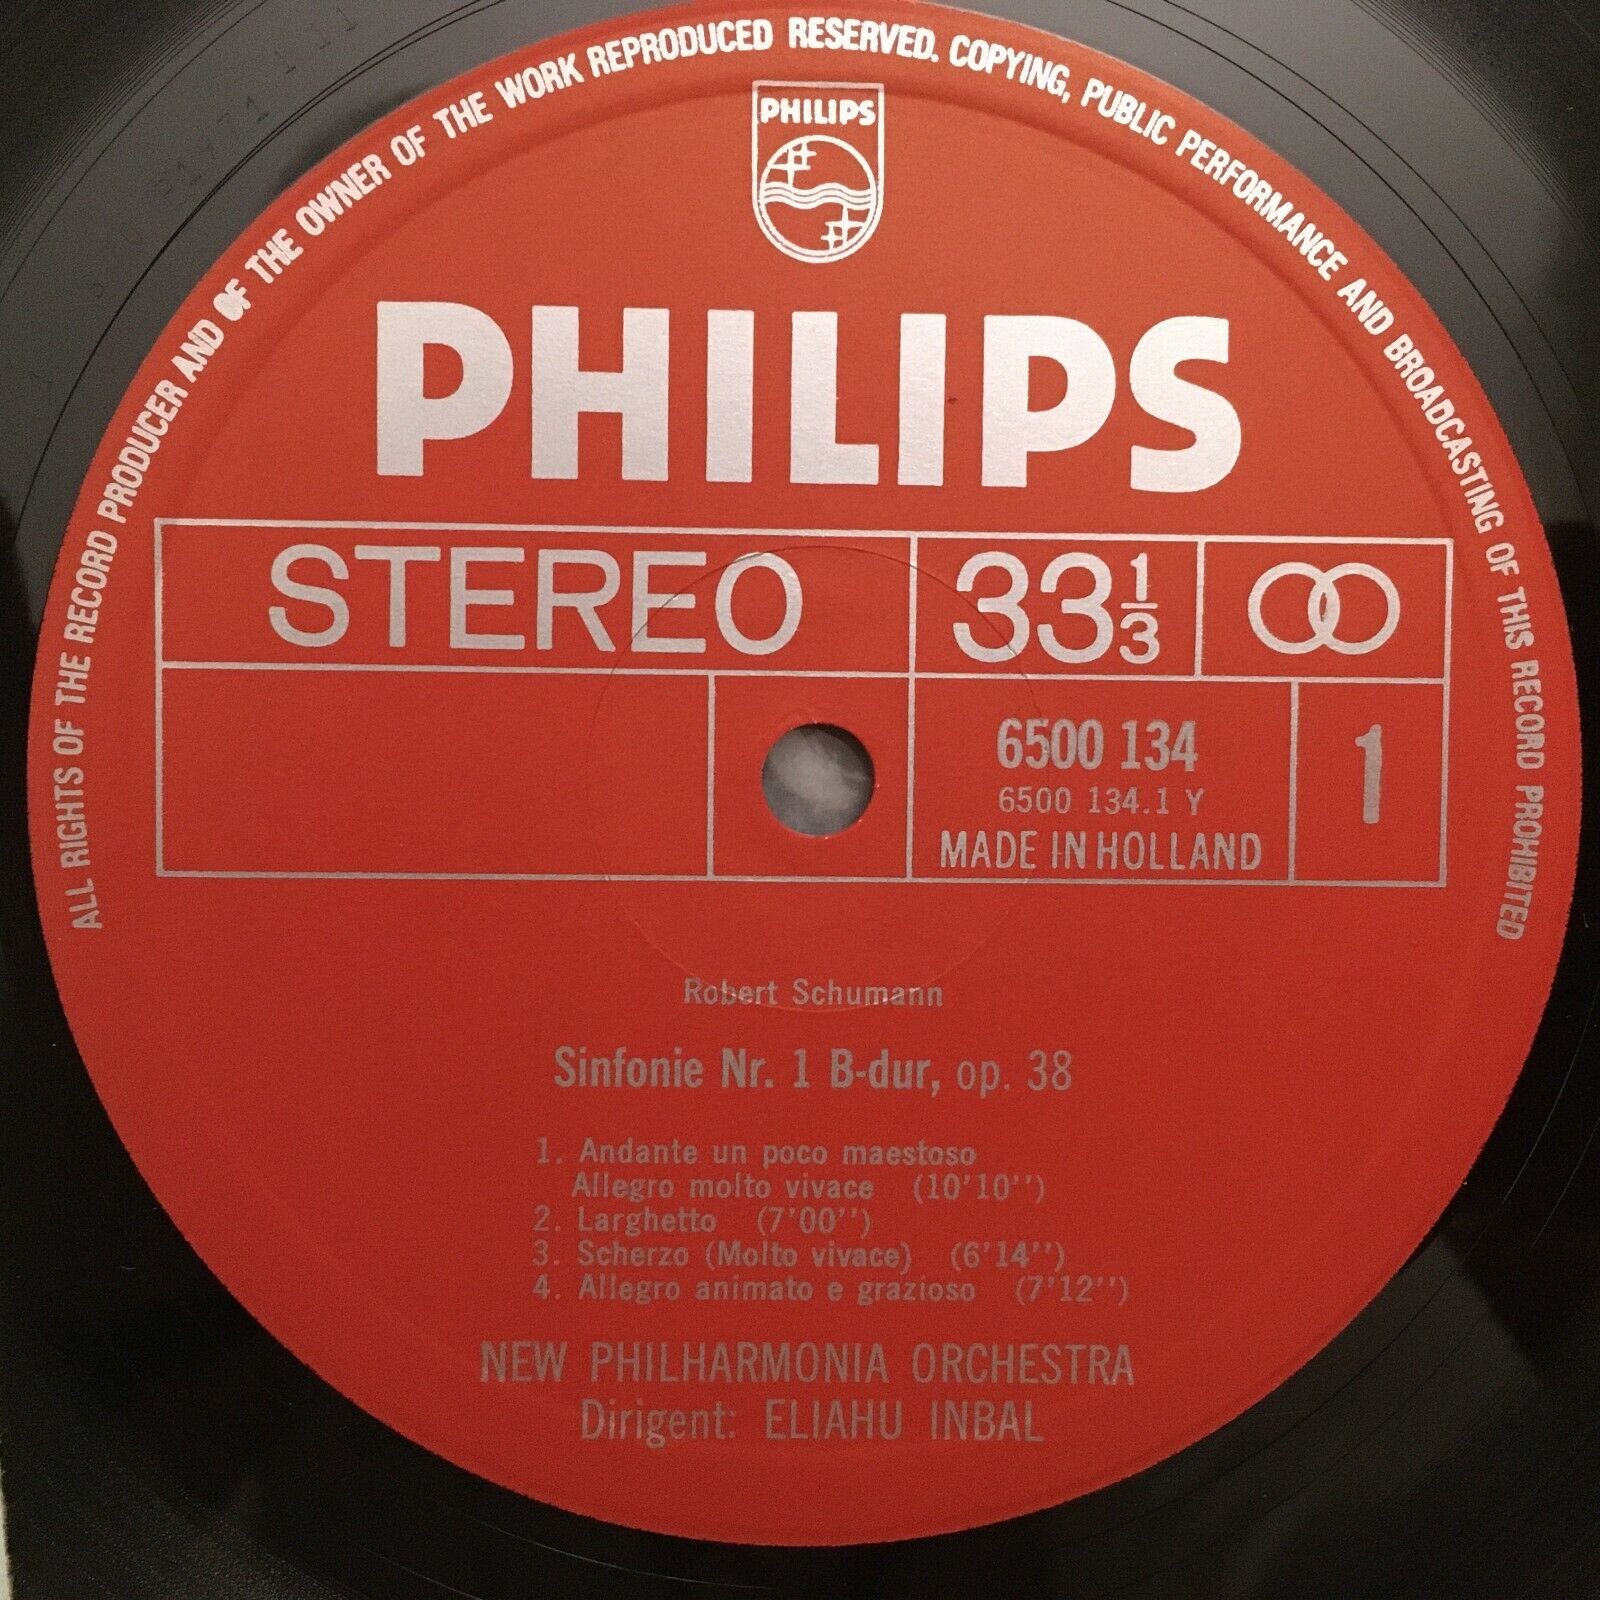 ALL RIGHTS OF THE RECORD PRODUCER AND OF THE OWNER OF THE WORK REPRODUCED RESERVED. COPYING, PUBLIC PERFORMANCE AND BROADCASTING OF THIS RECORD PROHIBITED
PHILIPS
PHILIPS
STEREO 33 1/3
6500 134 1
6500 134.1 Y
MADE IN HOLLAND
Robert Schumann
Sinfonie Nr. 1 B-dur, op. 38
1. Andante un poco maestoso
Allegro molto vivace (10'10'')
2. Larghetto (7'00'')
3. Scherzo (Molto vivace) (6'14'')
4. Allegro animato e grazioso (7'12'')
NEW PHILHARMONIA ORCHESTRA
Dirigent: ELIAHU INBAL